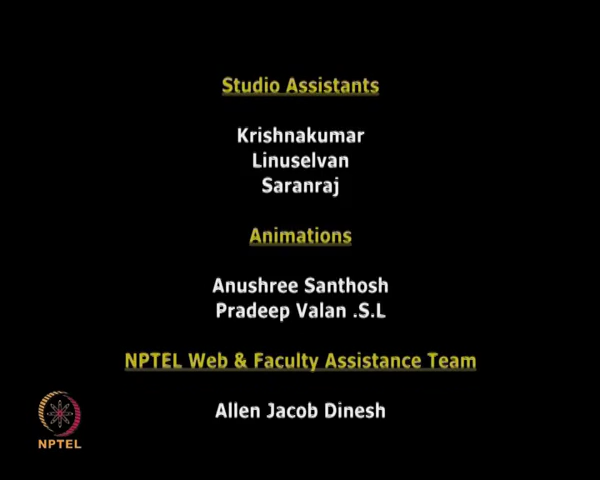 Studio Assistants
Krishnakumar
Linuselvan
Saranraj
Animations
Anushree Santhosh
Pradeep Valan .S.L
NPTEL Web & Faculty Assistance Team
Allen Jacob Dinesh
NPTEL